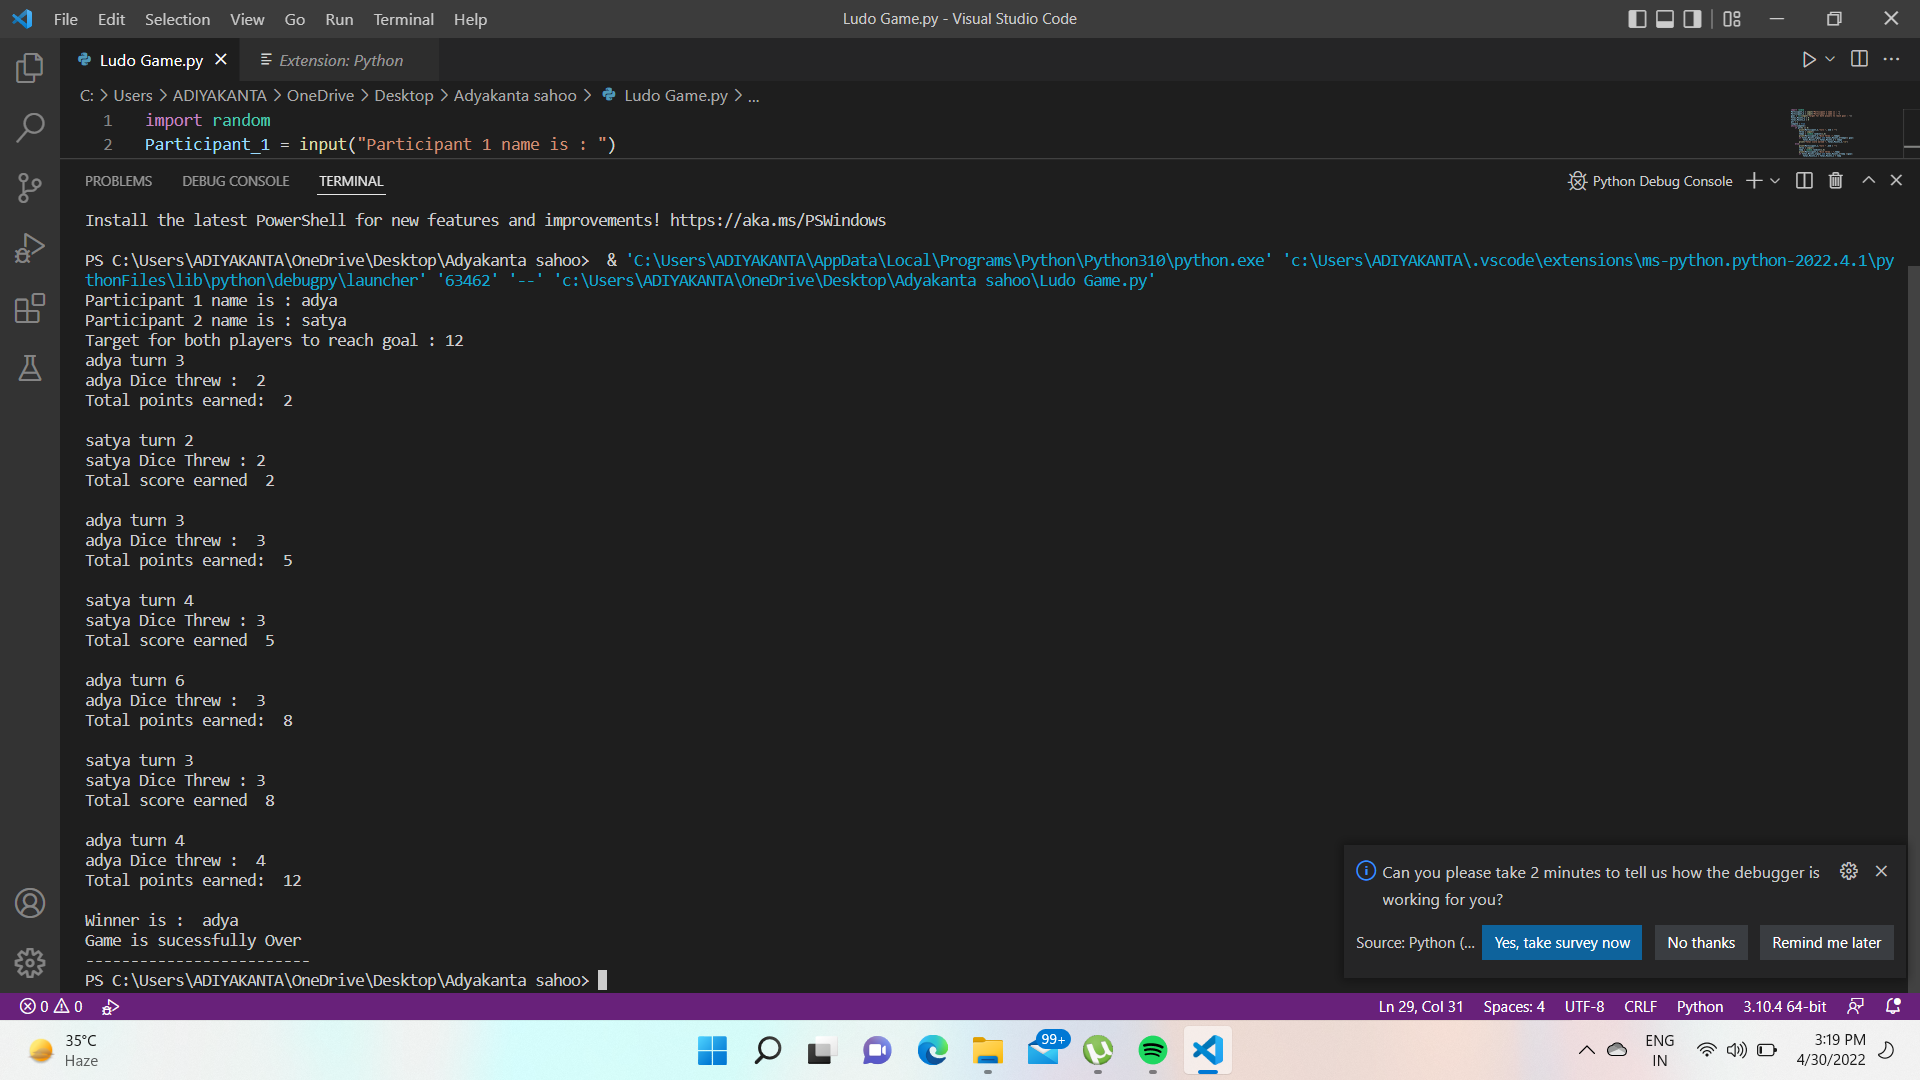 File Edit Selection View Go Run Terminal Help
Ludo Game.py - Visual Studio Code
Ludo Game.py
Extension: Python
C: > Users > ADIYAKANTA > OneDrive > Desktop > Adyakanta sahoo > Ludo Game.py > ...
1 import random
2 Participant_1 = input("Participant 1 name is : ")
PROBLEMS DEBUG CONSOLE TERMINAL
Python Debug Console
Install the latest PowerShell for new features and improvements! https://aka.ms/PSWindows
PS C:\Users\ADIYAKANTA\OneDrive\Desktop\Adyakanta sahoo>  & 'C:\Users\ADIYAKANTA\AppData\Local\Programs\Python\Python310\python.exe' 'c:\Users\ADIYAKANTA\.vscode\extensions\ms-python.python-2022.4.1\py
thonFiles\lib\python\debugpy\launcher' '63462' '--' 'c:\Users\ADIYAKANTA\OneDrive\Desktop\Adyakanta sahoo\Ludo Game.py'
Participant 1 name is : adya
Participant 2 name is : satya
Target for both players to reach goal : 12
adya turn 3
adya Dice threw :  2
Total points earned:  2
satya turn 2
satya Dice Threw : 2
Total score earned  2
adya turn 3
adya Dice threw :  3
Total points earned:  5
satya turn 4
satya Dice Threw : 3
Total score earned  5
adya turn 6
adya Dice threw :  3
Total points earned:  8
satya turn 3
satya Dice Threw : 3
Total score earned  8
adya turn 4
adya Dice threw :  4
Total points earned:  12
Winner is :  adya
Game is sucessfully Over
-------------------------
PS C:\Users\ADIYAKANTA\OneDrive\Desktop\Adyakanta sahoo>
Can you please take 2 minutes to tell us how the debugger is
working for you?
Source: Python (...
Yes, take survey now
No thanks
Remind me later
0 0
Ln 29, Col 31 Spaces: 4 UTF-8 CRLF Python 3.10.4 64-bit
35°C
Haze
99+
ENG
IN
3:19 PM
4/30/2022